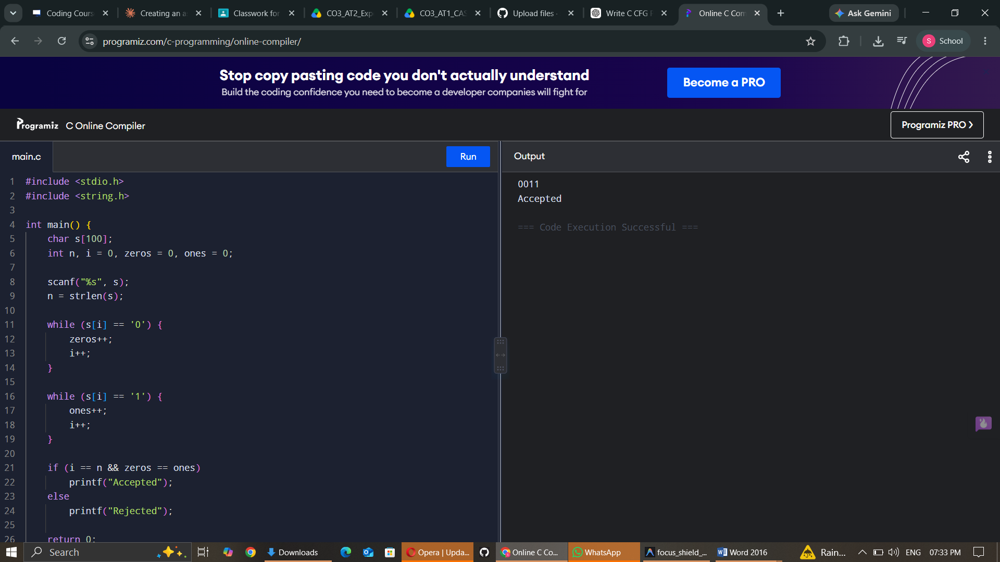 Coding Cours
Creating an a
Classwork for
CO3_AT2_Exp
CO3_AT1_CAS
Upload files ·
Write C CFG P
Online C Com
Ask Gemini
programiz.com/c-programming/online-compiler/
S School
Stop copy pasting code you don't actually understand
Build the coding confidence you need to become a developer companies will fight for
Become a PRO
Programiz C Online Compiler
Programiz PRO
main.c
Run
Output
1 #include <stdio.h>
2 #include <string.h>
3
4 int main() {
5 char s[100];
6 int n, i = 0, zeros = 0, ones = 0;
7
8 scanf("%s", s);
9 n = strlen(s);
10
11 while (s[i] == '0') {
12 zeros++;
13 i++;
14 }
15
16 while (s[i] == '1') {
17 ones++;
18 i++;
19 }
20
21 if (i == n && zeros == ones)
22 printf("Accepted");
23 else
24 printf("Rejected");
25
26 return 0;
0011
Accepted
=== Code Execution Successful ===
Search
Downloads
Opera | Upda...
Online C Co...
WhatsApp
focus_shield_...
Word 2016
Rain...
ENG
07:33 PM